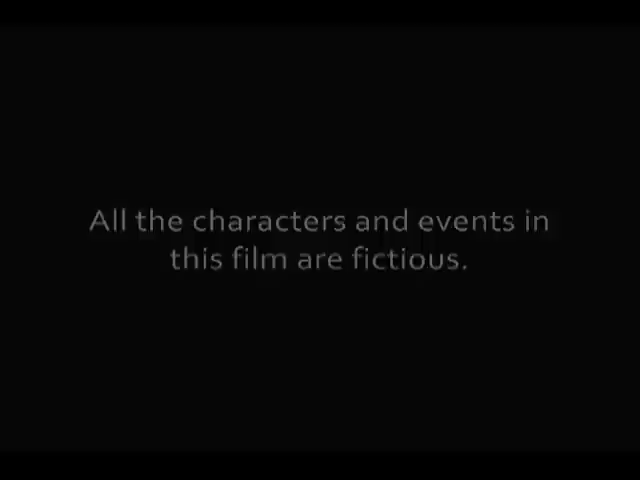 All the characters and events in
this film are fictious.